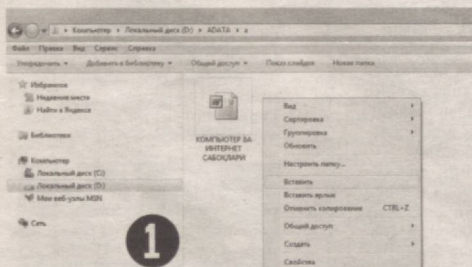 Компьютер ▸ Локальный диск (D:) ▸ ADATA ▸ a
Файл Правка Вид Сервис Справка
Упорядочить Добавить в библиотеку Общий доступ Показ слайдов Новая папка
Избранное
Недавние места
Найти в Яндексе
Библиотеки
Компьютер
Локальный диск (C:)
Локальный диск (D:)
Мои веб-узлы MSN
Сеть
КОМПЬЮТЕР ВА
ИНТЕРНЕТ
САБОҚЛАРИ
Вид
Сортировка
Группировка
Обновить
Настроить папку...
Вставить
Вставить ярлык
Отменить копирование CTRL+Z
Общий доступ
Создать
Свойства
1